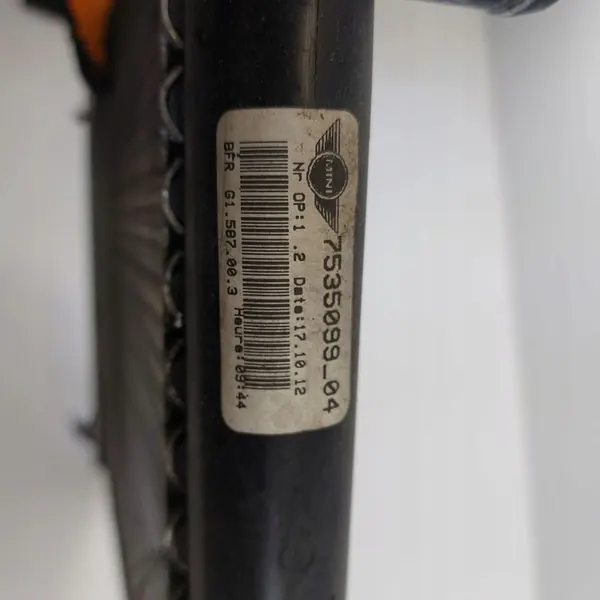 MINI
7535099_04
Nr OP:1 .2 Date:17.10.12
BFR G1.587.00.3 Heure:09:44